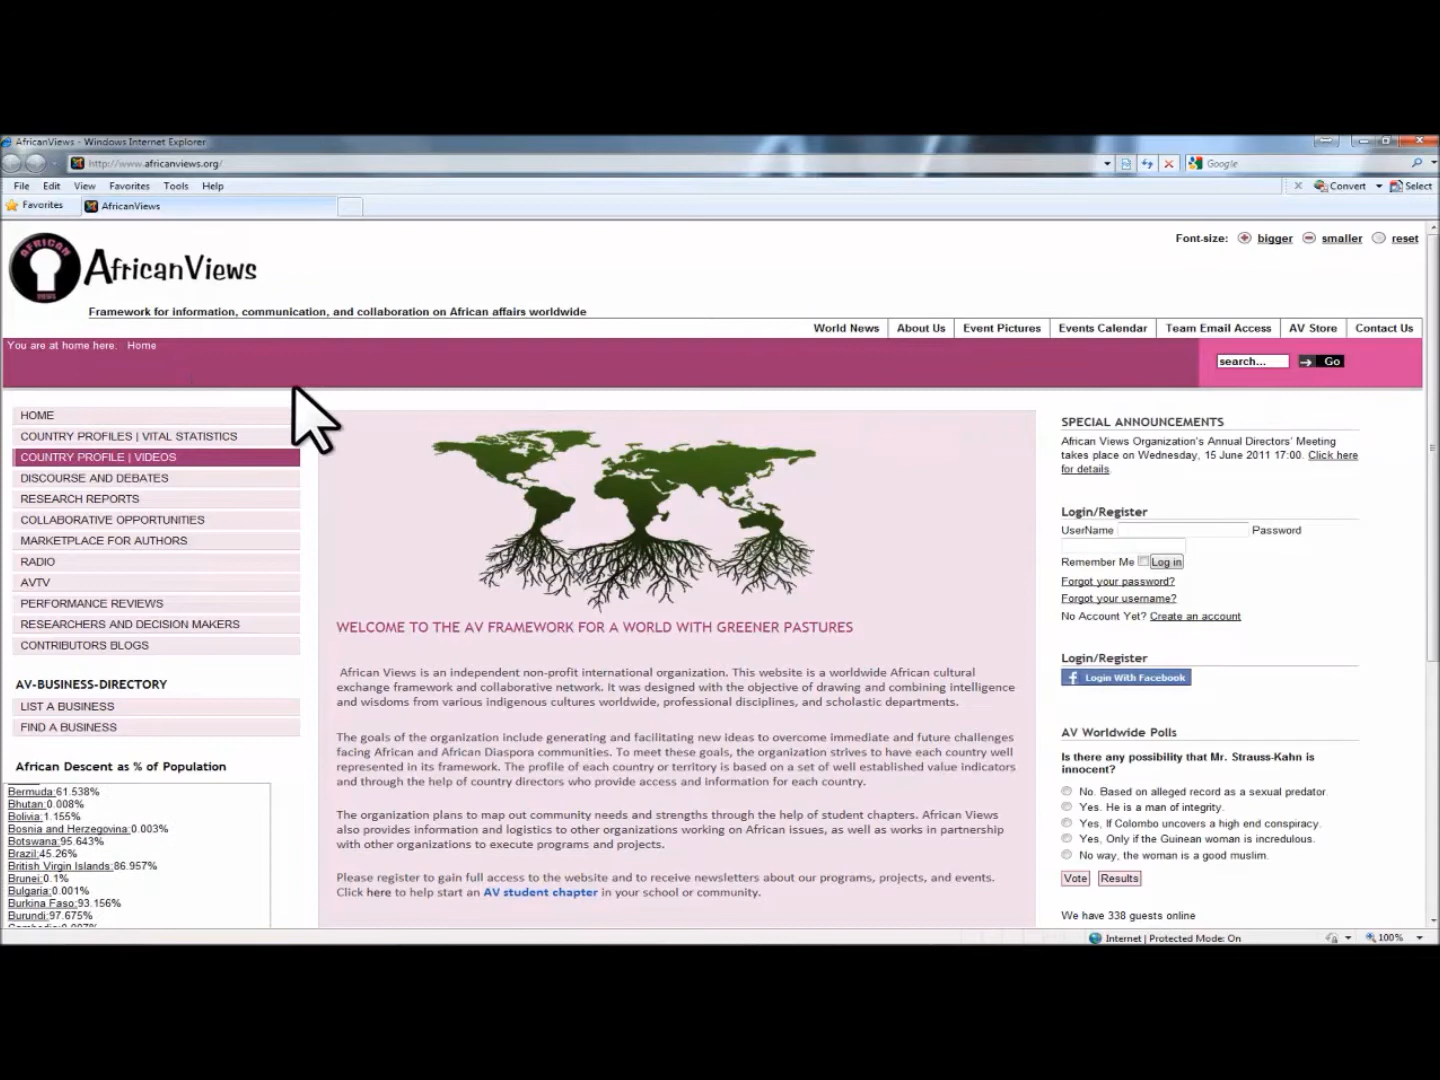 AfricanViews - Windows Internet Explorer
http://www.africanviews.org/
Google
File Edit View Favorites Tools Help
Convert Select
Favorites AfricanViews
AFRICAN VIEWS
AfricanViews
Font-size: bigger smaller reset
Framework for information, communication, and collaboration on African affairs worldwide
World News About Us Event Pictures Events Calendar Team Email Access AV Store Contact Us
You are at home here. Home
search... Go
HOME
COUNTRY PROFILES | VITAL STATISTICS
COUNTRY PROFILE | VIDEOS
DISCOURSE AND DEBATES
RESEARCH REPORTS
COLLABORATIVE OPPORTUNITIES
MARKETPLACE FOR AUTHORS
RADIO
AVTV
PERFORMANCE REVIEWS
RESEARCHERS AND DECISION MAKERS
CONTRIBUTORS BLOGS
AV-BUSINESS-DIRECTORY
LIST A BUSINESS
FIND A BUSINESS
African Descent as % of Population
Bermuda:61.538%
Bhutan:0.008%
Bolivia:1.155%
Bosnia and Herzegovina:0.003%
Botswana:95.643%
Brazil:45.26%
British Virgin Islands:86.957%
Brunei:0.1%
Bulgaria:0.001%
Burkina Faso:93.156%
Burundi:97.675%
WELCOME TO THE AV FRAMEWORK FOR A WORLD WITH GREENER PASTURES
African Views is an independent non-profit international organization. This website is a worldwide African cultural
exchange framework and collaborative network. It was designed with the objective of drawing and combining intelligence
and wisdoms from various indigenous cultures worldwide, professional disciplines, and scholastic departments.
The goals of the organization include generating and facilitating new ideas to overcome immediate and future challenges
facing African and African Diaspora communities. To meet these goals, the organization strives to have each country well
represented in its framework. The profile of each country or territory is based on a set of well established value indicators
and through the help of country directors who provide access and information for each country.
The organization plans to map out community needs and strengths through the help of student chapters. African Views
also provides information and logistics to other organizations working on African issues, as well as works in partnership
with other organizations to execute programs and projects.
Please register to gain full access to the website and to receive newsletters about our programs, projects, and events.
Click here to help start an AV student chapter in your school or community.
SPECIAL ANNOUNCEMENTS
African Views Organization's Annual Directors' Meeting
takes place on Wednesday, 15 June 2011 17:00. Click here
for details.
Login/Register
UserName Password
Remember Me Log in
Forgot your password?
Forgot your username?
No Account Yet? Create an account
Login/Register
Login With Facebook
AV Worldwide Polls
Is there any possibility that Mr. Strauss-Kahn is
innocent?
No. Based on alleged record as a sexual predator.
Yes. He is a man of integrity.
Yes, If Colombo uncovers a high end conspiracy.
Yes, Only if the Guinean woman is incredulous.
No way, the woman is a good muslim.
Vote Results
We have 338 guests online
Internet | Protected Mode: On 100%